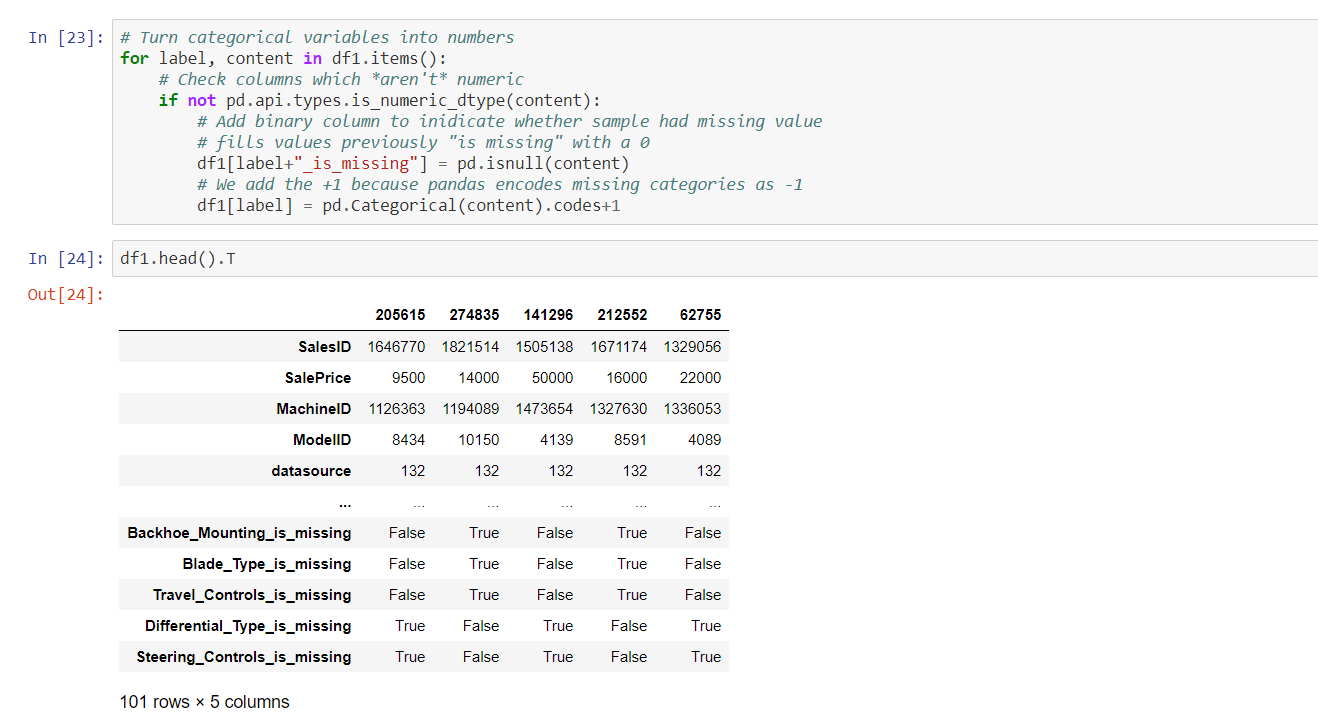 In [23]: # Turn categorical variables into numbers
for label, content in df1.items():
    # Check columns which *aren't* numeric
    if not pd.api.types.is_numeric_dtype(content):
        # Add binary column to inidicate whether sample had missing value
        # fills values previously "is missing" with a 0
        df1[label+"_is_missing"] = pd.isnull(content)
        # We add the +1 because pandas encodes missing categories as -1
        df1[label] = pd.Categorical(content).codes+1
In [24]: df1.head().T
Out[24]:
205615 274835 141296 212552 62755
SalesID 1646770 1821514 1505138 1671174 1329056
SalePrice 9500 14000 50000 16000 22000
MachineID 1126363 1194089 1473654 1327630 1336053
ModelID 8434 10150 4139 8591 4089
datasource 132 132 132 132 132
... ... ... ... ... ...
Backhoe_Mounting_is_missing False True False True False
Blade_Type_is_missing False True False True False
Travel_Controls_is_missing False True False True False
Differential_Type_is_missing True False True False True
Steering_Controls_is_missing True False True False True
101 rows × 5 columns